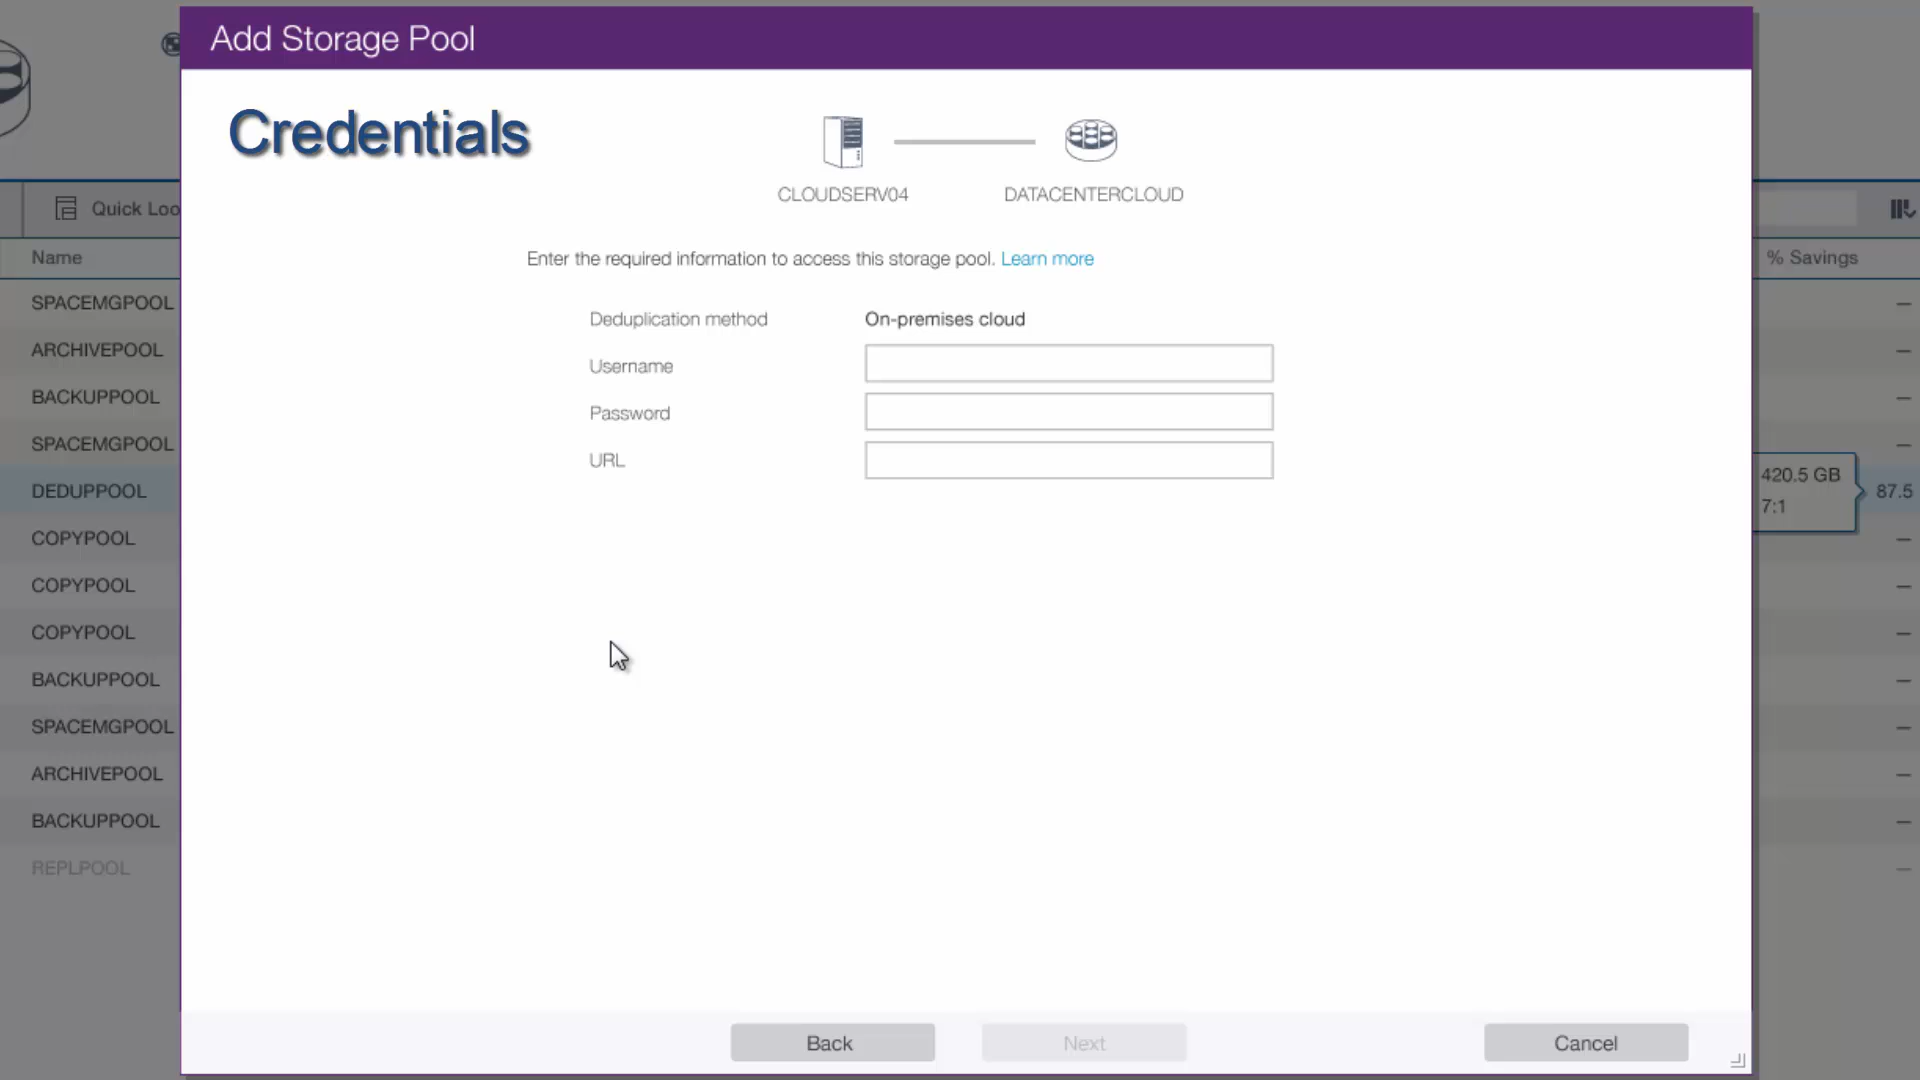 Add Storage Pool
Credentials
CLOUDSERV04 DATACENTERCLOUD
Enter the required information to access this storage pool. Learn more
Deduplication method On-premises cloud
Username
Password
URL
Back Next Cancel
Quick Loo
Name % Savings
SPACEMGPOOL —
ARCHIVEPOOL —
BACKUPPOOL —
SPACEMGPOOL —
DEDUPPOOL 420.5 GB 87.5
7:1
COPYPOOL —
COPYPOOL —
COPYPOOL —
BACKUPPOOL —
SPACEMGPOOL —
ARCHIVEPOOL —
BACKUPPOOL —
REPLPOOL —